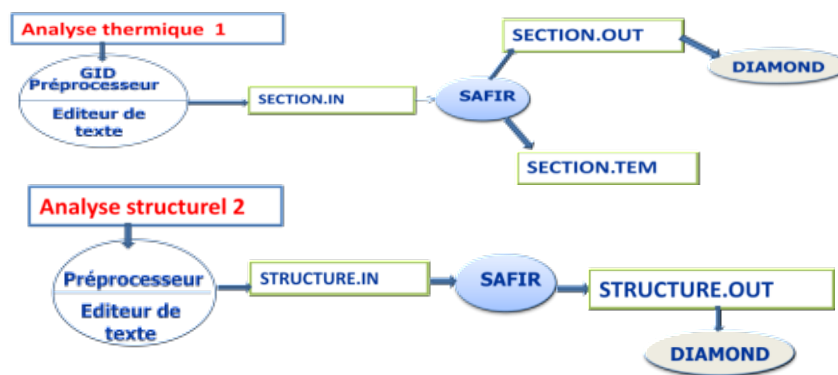 Analyse thermique 1
GID
Préprocesseur
Editeur de
texte
SECTION.IN
SAFIR
SECTION.OUT
DIAMOND
SECTION.TEM
Analyse structurel 2
Préprocesseur
Editeur de
texte
STRUCTURE.IN
SAFIR
STRUCTURE.OUT
DIAMOND